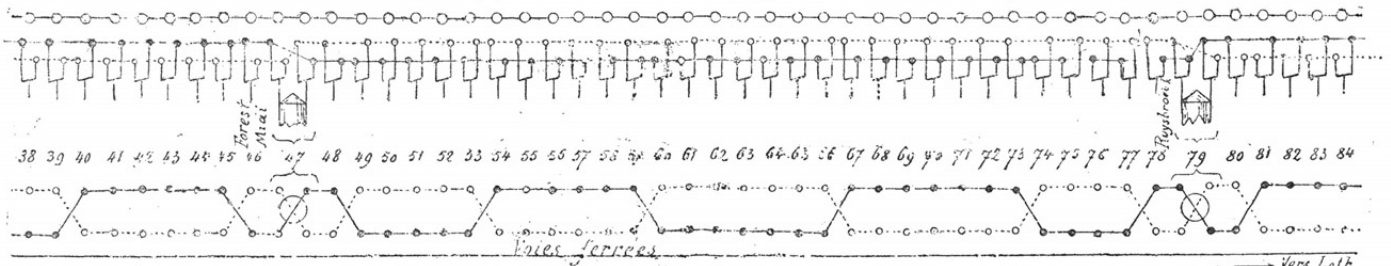 Forest
Midi
Ruysbroeck
38 39 40 41 42 43 44 45 46 47 48 49 50 51 52 53 54 55 56 57 58 59 60 61 62 63 64 65 66 67 68 69 70 71 72 73 74 75 76 77 78 79 80 81 82 83 84
Voies ferrées
Vers Loth